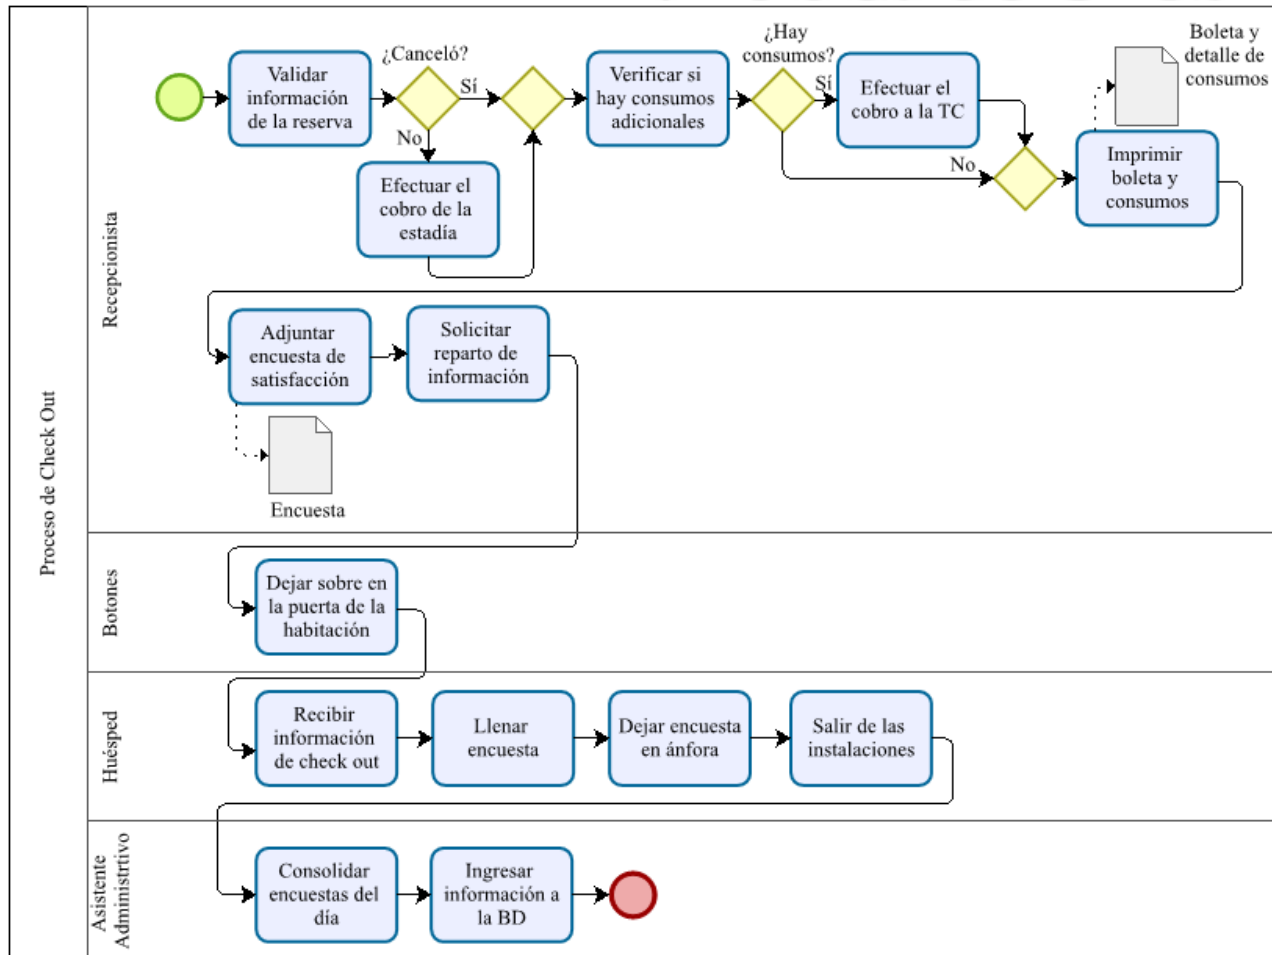 Proceso de Check Out
Recepcionista
Validar
información
de la reserva
¿Canceló?
Sí
No
Efectuar el
cobro de la
estadía
Verificar si
hay consumos
adicionales
¿Hay
consumos?
Sí
No
Efectuar el
cobro a la TC
Boleta y
detalle de
consumos
Imprimir
boleta y
consumos
Adjuntar
encuesta de
satisfacción
Encuesta
Solicitar
reparto de
información
Botones
Dejar sobre en
la puerta de la
habitación
Huésped
Recibir
información
de check out
Llenar
encuesta
Dejar encuesta
en ánfora
Salir de las
instalaciones
Asistente
Administrtivo
Consolidar
encuestas del
día
Ingresar
información a
la BD